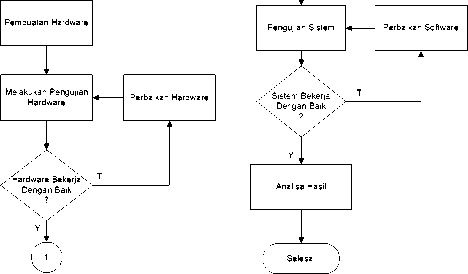 Pembuatan Hardware
Melakukan Pengujian
Hardware
Perbaikan Hardware
Hardware Bekerja
Dengan Baik
?
T
Y
1
Pengujian Sistem
Perbaikan Software
Sistem Bekerja
Dengan Baik
?
T
Y
Analisa Hasil
Selesai